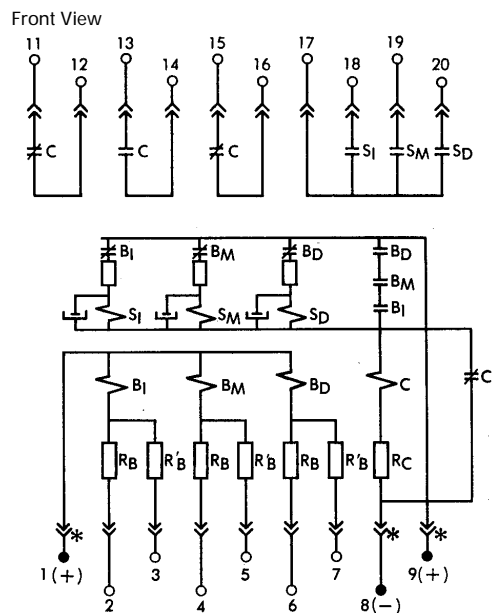 Front View
11 13 15 17 19
12 14 16 18 20
C C C SI SM SD
BI BM BD BD
BM
BI
SI SM SD
C
BI BM BD C
RB R'B RB R'B RB R'B RC
* * *
1(+) 3 5 7 9(+)
2 4 6 8(-)